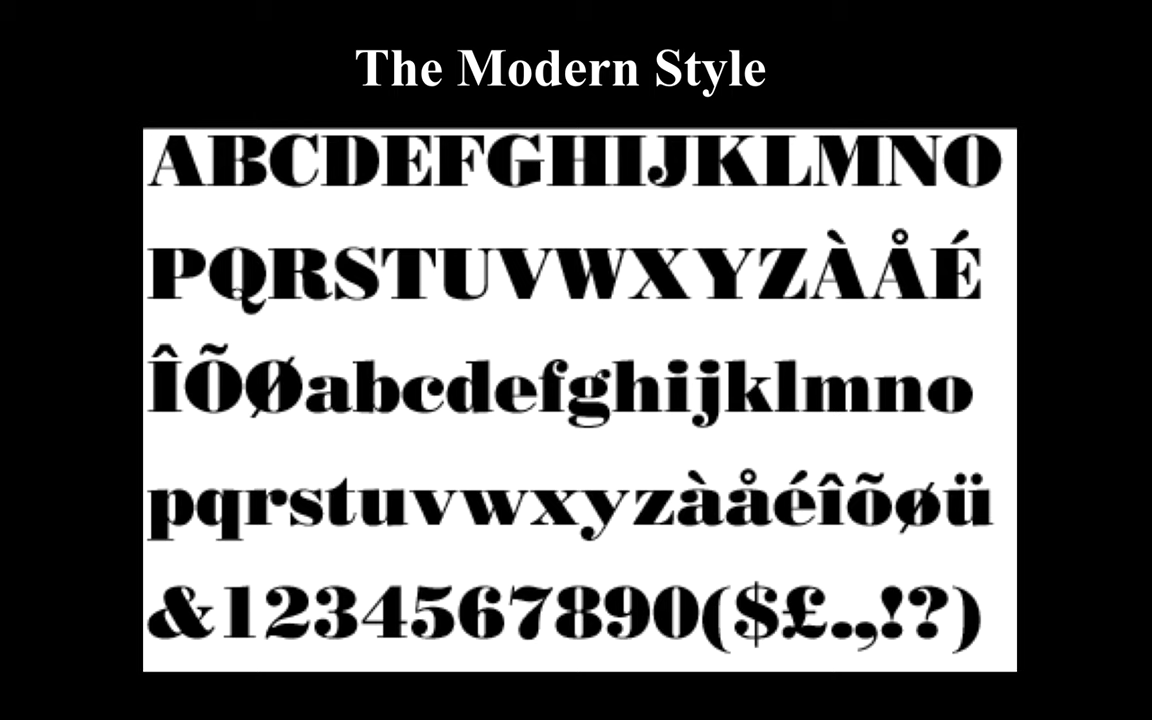 The Modern Style
ABCDEFGHIJKLMNO
PQRSTUVWXYZÀÅÉ
ÎÕØabcdefghijklmno
pqrstuvwxyzàåéîõøü
&1234567890($£.,!?)